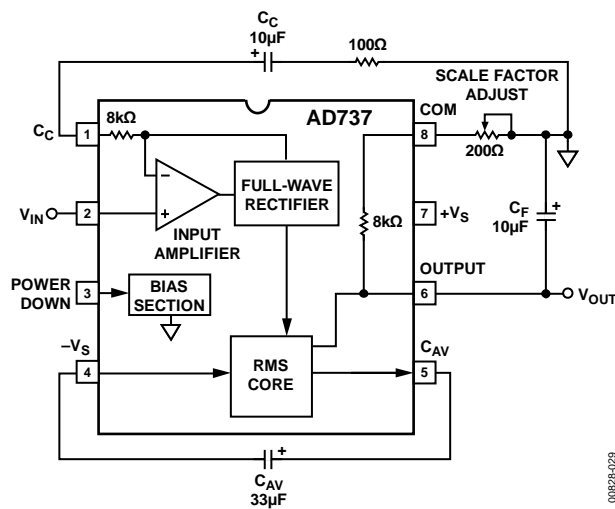 C_C
10µF
100Ω
SCALE FACTOR
ADJUST
8kΩ
AD737
COM
C_C
1
8
200Ω
FULL-WAVE
RECTIFIER
–
+
V_IN
2
INPUT
AMPLIFIER
8kΩ
7
+V_S
C_F
10µF
+
POWER
DOWN
3
BIAS
SECTION
OUTPUT
6
V_OUT
–V_S
4
RMS
CORE
C_AV
5
+
C_AV
33µF
+
00828-029